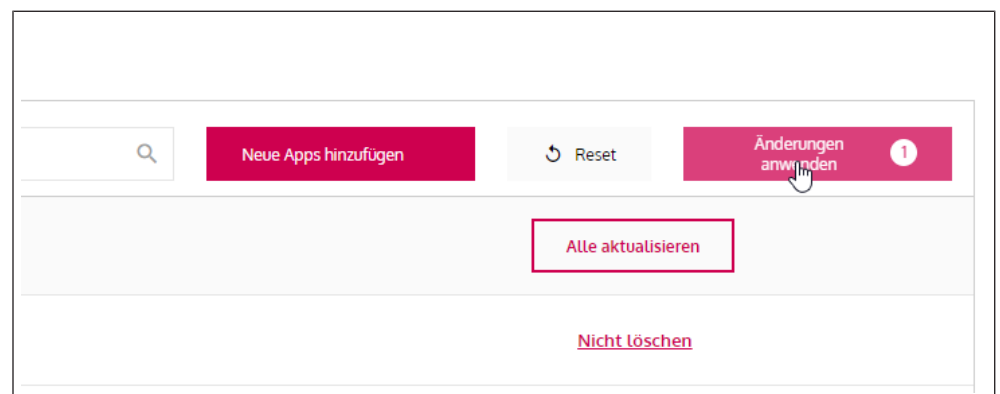 Neue Apps hinzufügen
Reset
Änderungen
anwenden
1
Alle aktualisieren
Nicht löschen